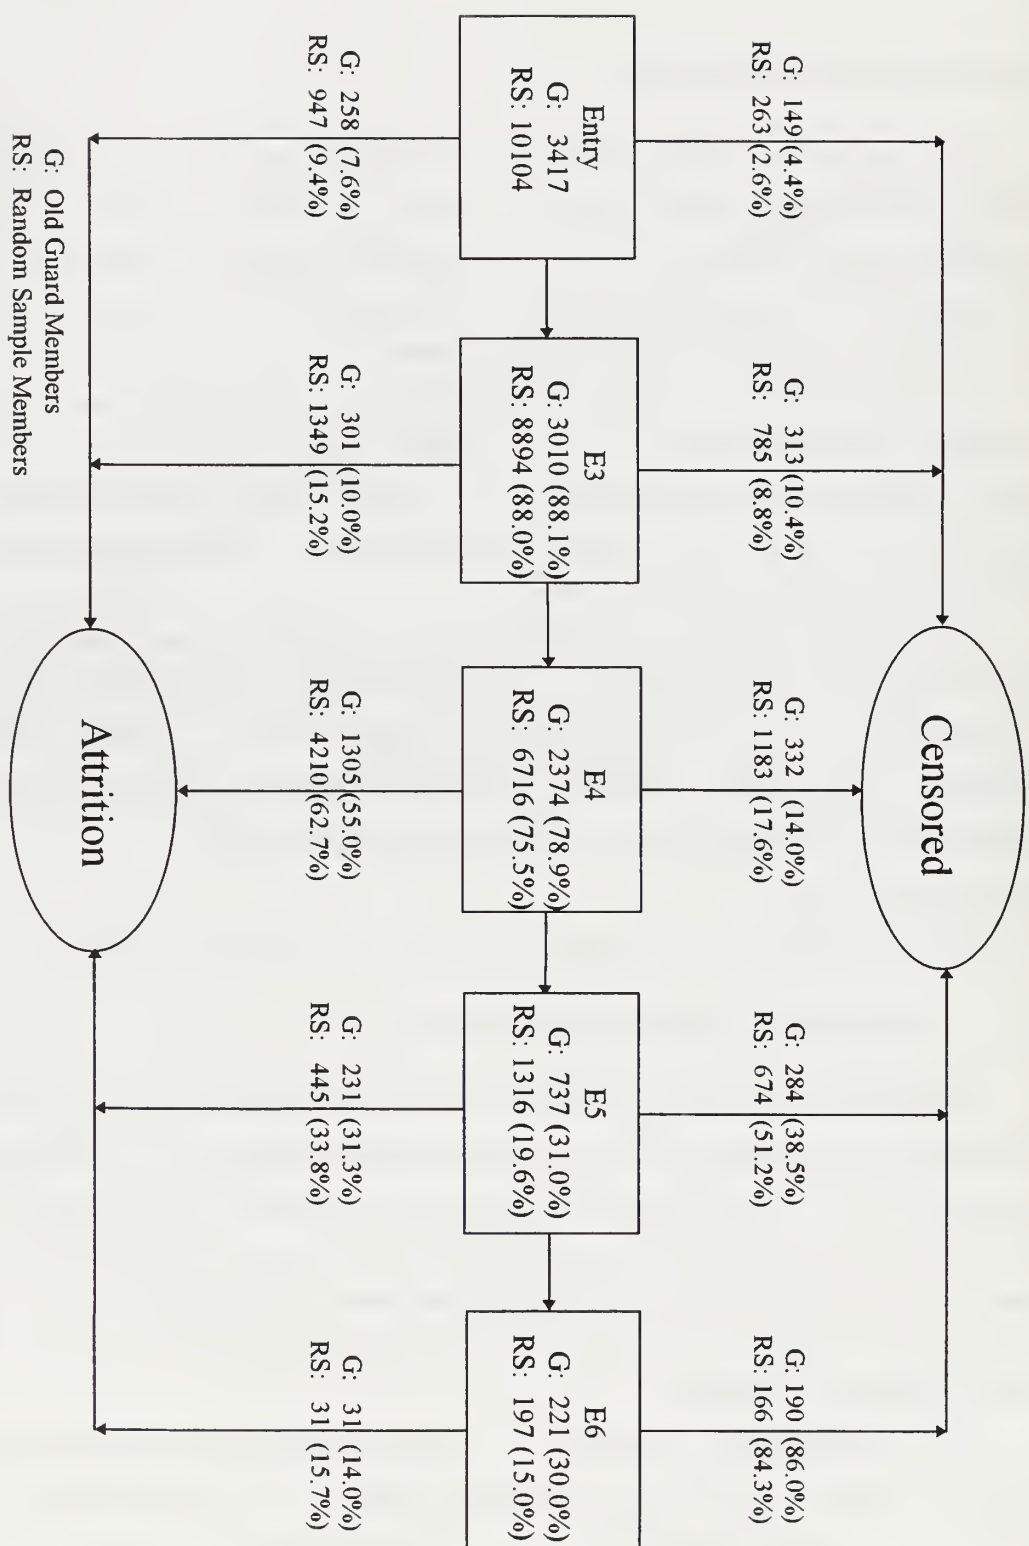 Censored
G: 149 (4.4%)
RS: 263 (2.6%)
G: 313 (10.4%)
RS: 785 (8.8%)
G: 332 (14.0%)
RS: 1183 (17.6%)
G: 284 (38.5%)
RS: 674 (51.2%)
G: 190 (86.0%)
RS: 166 (84.3%)
Entry
G: 3417
RS: 10104
E3
G: 3010 (88.1%)
RS: 8894 (88.0%)
E4
G: 2374 (78.9%)
RS: 6716 (75.5%)
E5
G: 737 (31.0%)
RS: 1316 (19.6%)
E6
G: 221 (30.0%)
RS: 197 (15.0%)
G: 258 (7.6%)
RS: 947 (9.4%)
G: 301 (10.0%)
RS: 1349 (15.2%)
G: 1305 (55.0%)
RS: 4210 (62.7%)
G: 231 (31.3%)
RS: 445 (33.8%)
G: 31 (14.0%)
RS: 31 (15.7%)
Attrition
G: Old Guard Members
RS: Random Sample Members